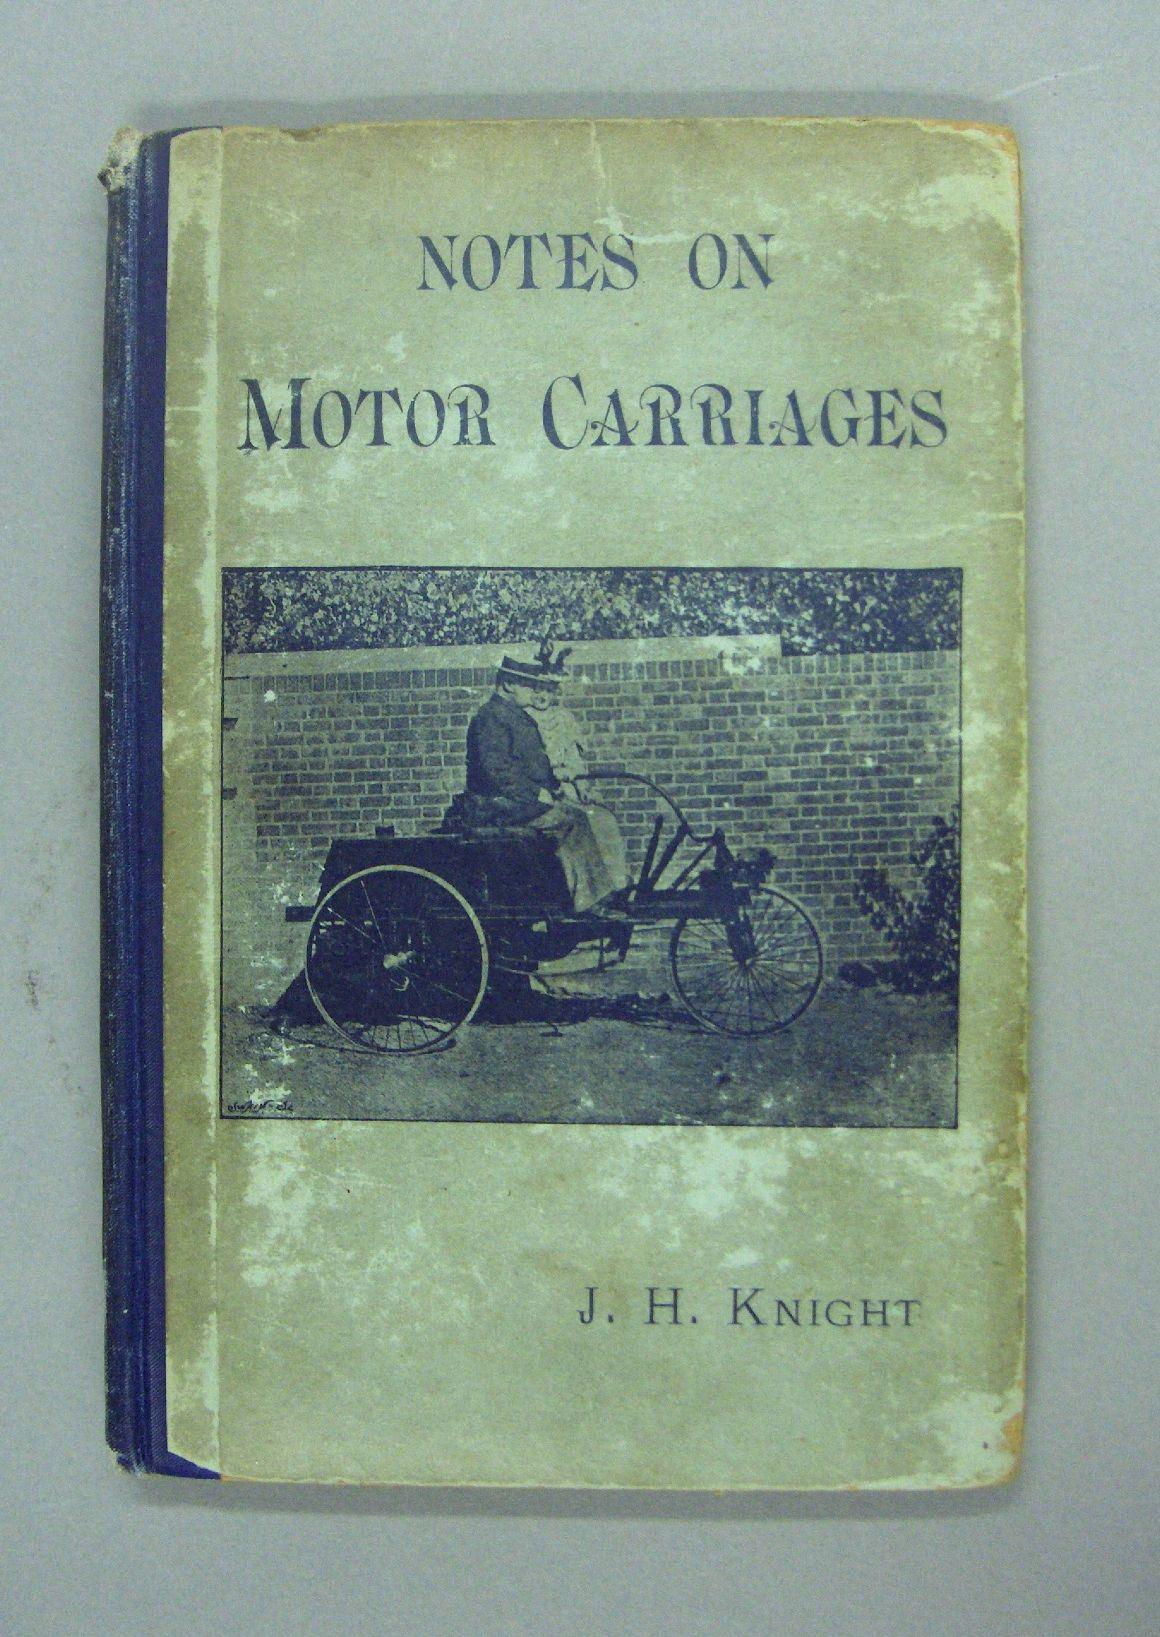 NOTES ON
MOTOR CARRIAGES
J. H. KNIGHT